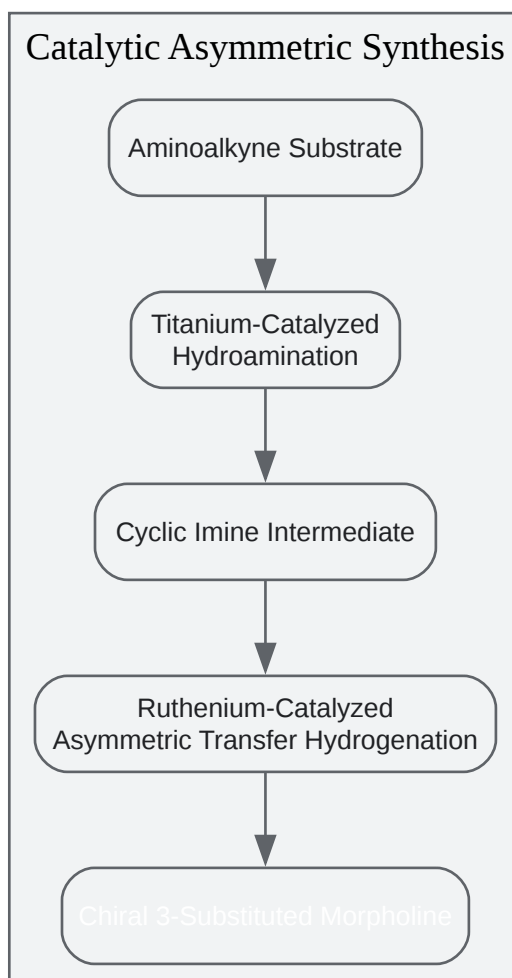 Catalytic Asymmetric Synthesis
Aminoalkyne Substrate
Titanium-Catalyzed
Hydroamination
Cyclic Imine Intermediate
Ruthenium-Catalyzed
Asymmetric Transfer Hydrogenation
Chiral 3-Substituted Morpholine